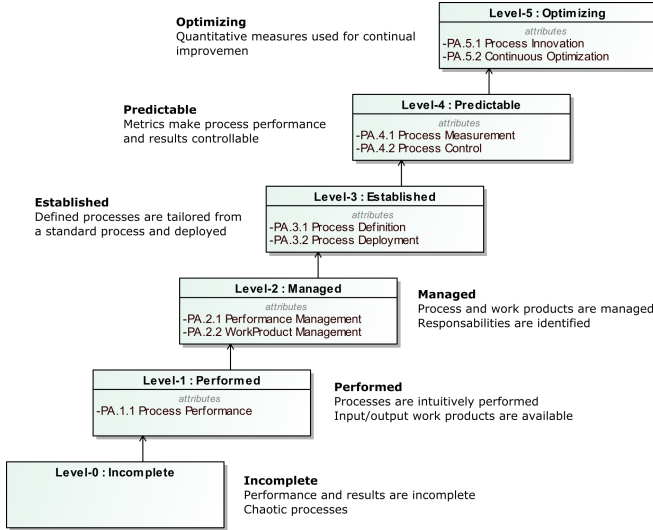 Level-5 : Optimizing
attributes
-PA.5.1 Process Innovation
-PA.5.2 Continuous Optimization
Optimizing
Quantitative measures used for continual
improvemen
Level-4 : Predictable
attributes
-PA.4.1 Process Measurement
-PA.4.2 Process Control
Predictable
Metrics make process performance
and results controllable
Level-3 : Established
attributes
-PA.3.1 Process Definition
-PA.3.2 Process Deployment
Established
Defined processes are tailored from
a standard process and deployed
Level-2 : Managed
attributes
-PA.2.1 Performance Management
-PA.2.2 WorkProduct Management
Managed
Process and work products are managed
Responsabilities are identified
Level-1 : Performed
attributes
-PA.1.1 Process Performance
Performed
Processes are intuitively performed
Input/output work products are available
Level-0 : Incomplete
Incomplete
Performance and results are incomplete
Chaotic processes